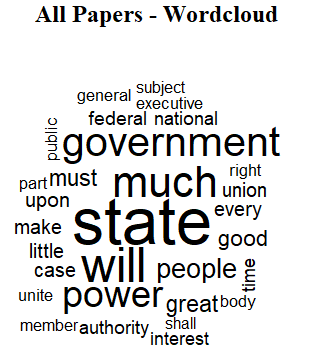 All Papers - Wordcloud
subject
general
executive
federal national
public
government
right
part must much
union
upon
every
state
make
good
little
will
case
people
time
unite
power
great body
member authority shall
interest